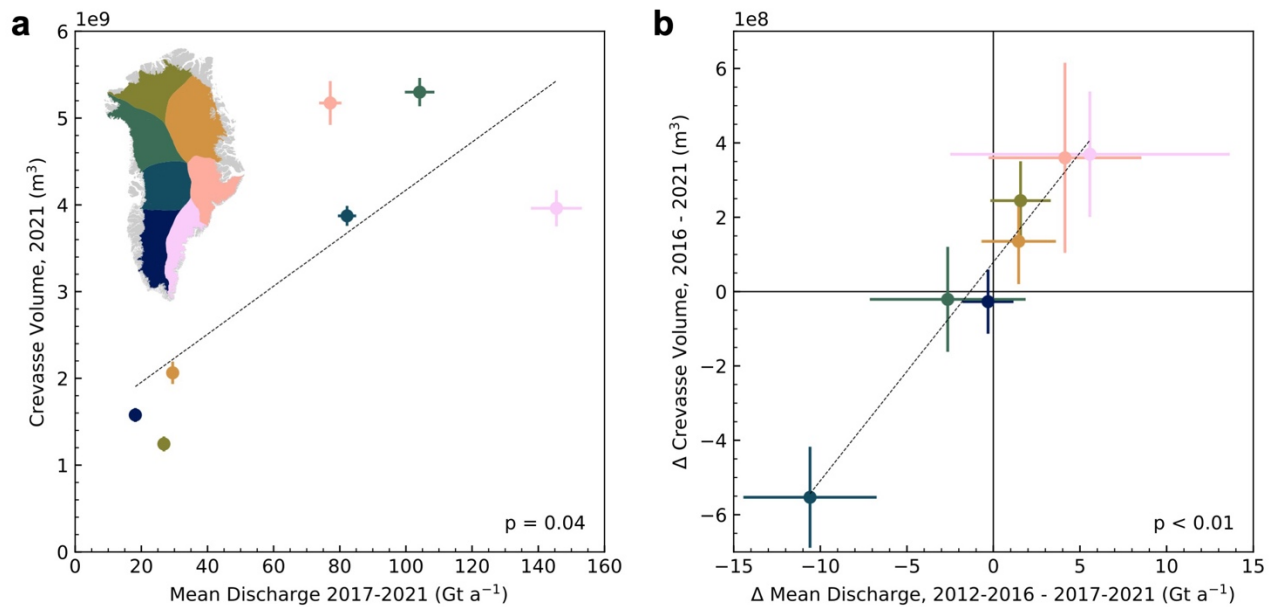 a
1e9
6
5
4
3
2
1
0
Crevasse Volume, 2021 (m³)
p = 0.04
0 20 40 60 80 100 120 140 160
Mean Discharge 2017-2021 (Gt a⁻¹)
b
1e8
6
4
2
0
−2
−4
−6
Δ Crevasse Volume, 2016 - 2021 (m³)
p < 0.01
−15 −10 −5 0 5 10 15
Δ Mean Discharge, 2012-2016 - 2017-2021 (Gt a⁻¹)